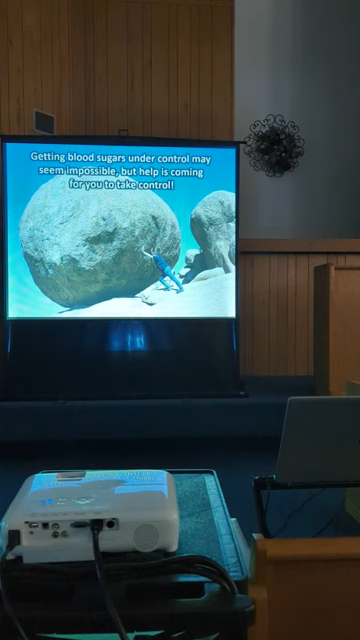 Getting blood sugars under control may
seem impossible, but help is coming
for you to take control!